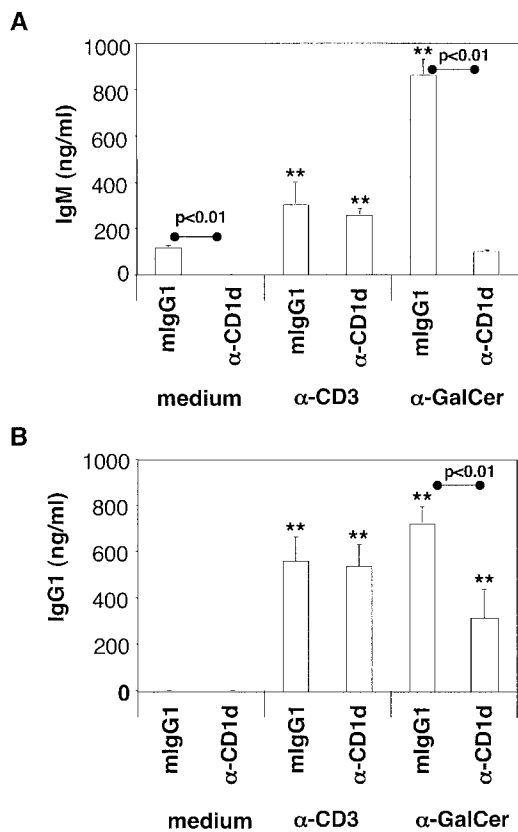 A
1000
800
600
400
200
0
IgM (ng/ml)
p<0.01
**
**
**
p<0.01
mIgG1
α-CD1d
mIgG1
α-CD1d
mIgG1
α-CD1d
medium
α-CD3
α-GalCer
B
1000
800
600
400
200
0
IgG1 (ng/ml)
**
**
**
p<0.01
**
mIgG1
α-CD1d
mIgG1
α-CD1d
mIgG1
α-CD1d
medium
α-CD3
α-GalCer